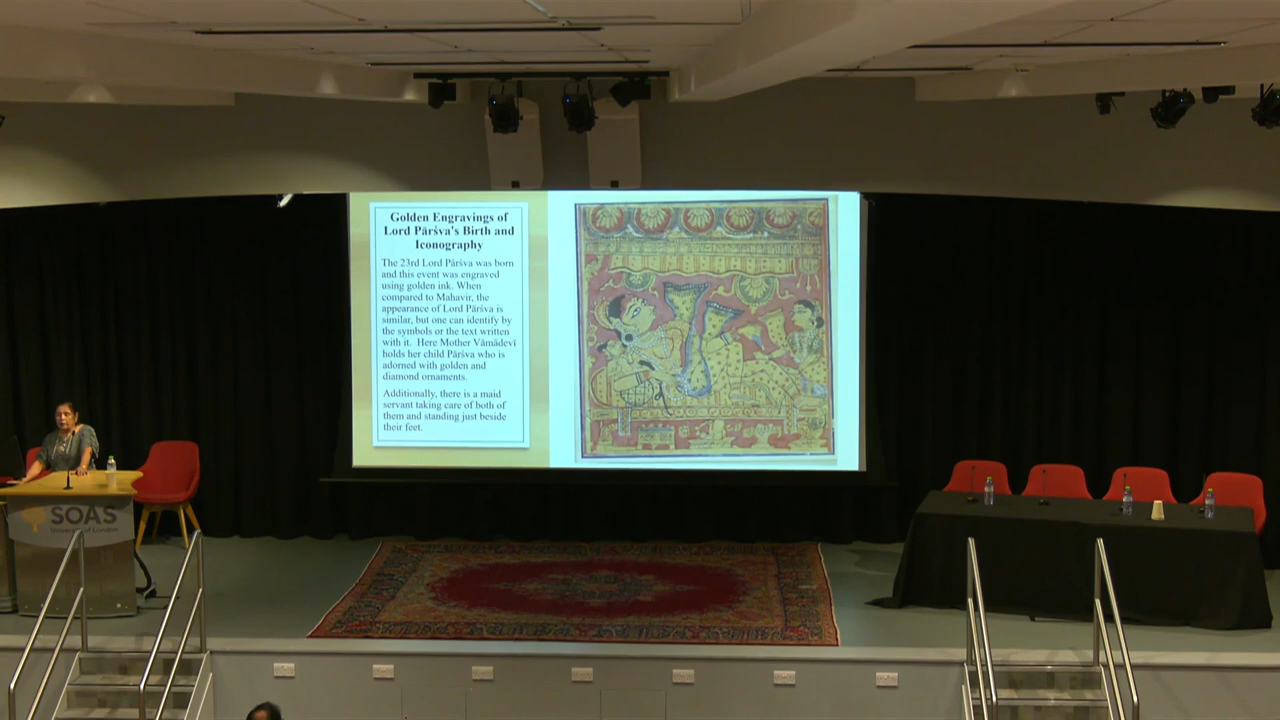 Golden Engravings of
Lord Pārśva's Birth and
Iconography
The 23rd Lord Pārśva was born
and this event was engraved
using golden ink. When
compared to Mahavir, the
appearance of Lord Pārśva is
similar, but one can identify by
the symbols or the text written
with it. Here Mother Vāmādevī
holds her child Pārśva who is
adorned with golden and
diamond ornaments.
Additionally, there is a maid
servant taking care of both of
them and standing just beside
their feet.
SOAS
University of London